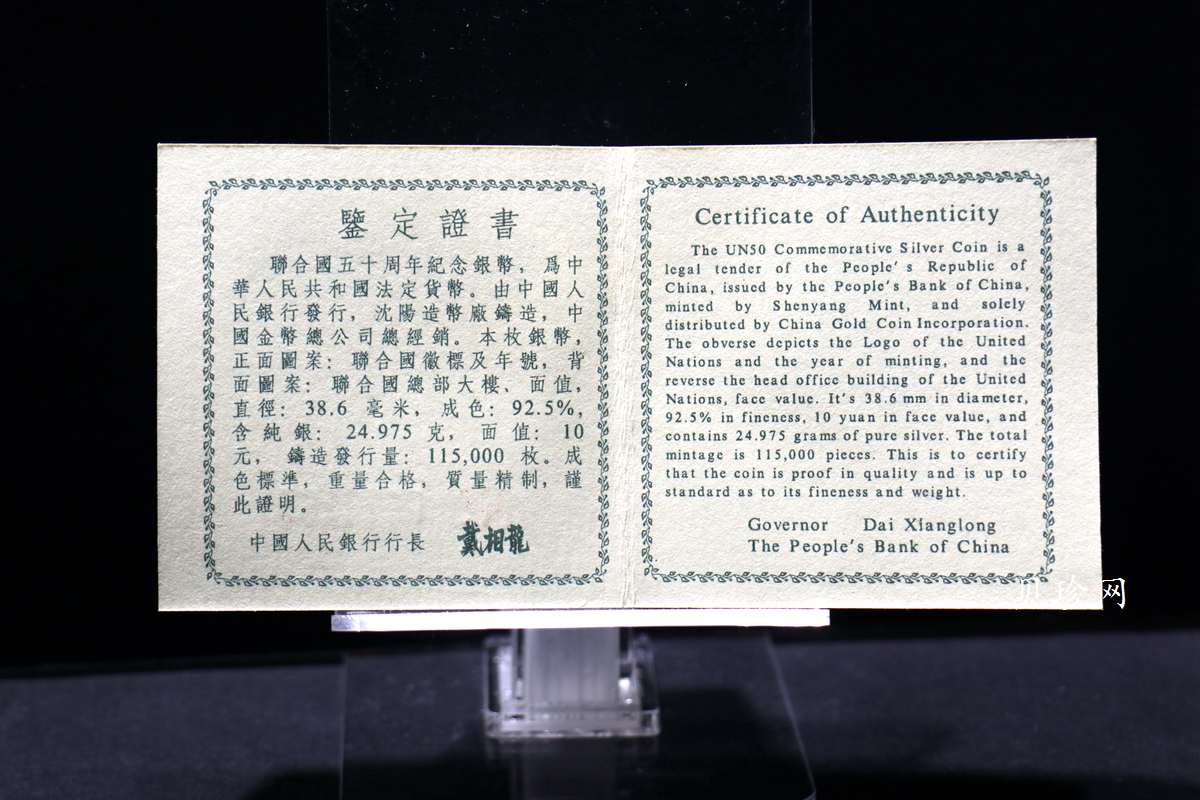 鑒定證書
聯合國五十周年紀念銀幣，爲中
華人民共和國法定貨幣。由中國人
民銀行發行，沈陽造幣廠鑄造，中
國金幣總公司總經銷。本枚銀幣，
正面圖案：聯合國徽標及年號，背
面圖案：聯合國總部大樓、面值，
直徑：38.6 毫米，成色：92.5%，
含純銀：24.975 克，面值：10
元，鑄造發行量：115,000 枚。成
色標準，重量合格，質量精制，謹
此證明。
中國人民銀行行長 戴相龍
Certificate of Authenticity
The UN50 Commemorative Silver Coin is a
legal tender of the People's Republic of
China, issued by the People's Bank of China,
minted by Shenyang Mint, and solely
distributed by China Gold Coin Incorporation.
The obverse depicts the Logo of the United
Nations and the year of minting, and the
reverse the head office building of the United
Nations, face value. It's 38.6 mm in diameter,
92.5% in fineness, 10 yuan in face value, and
contains 24.975 grams of pure silver. The total
mintage is 115,000 pieces. This is to certify
that the coin is proof in quality and is up to
standard as to its fineness and weight.
Governor Dai Xianglong
The People's Bank of China
珍网